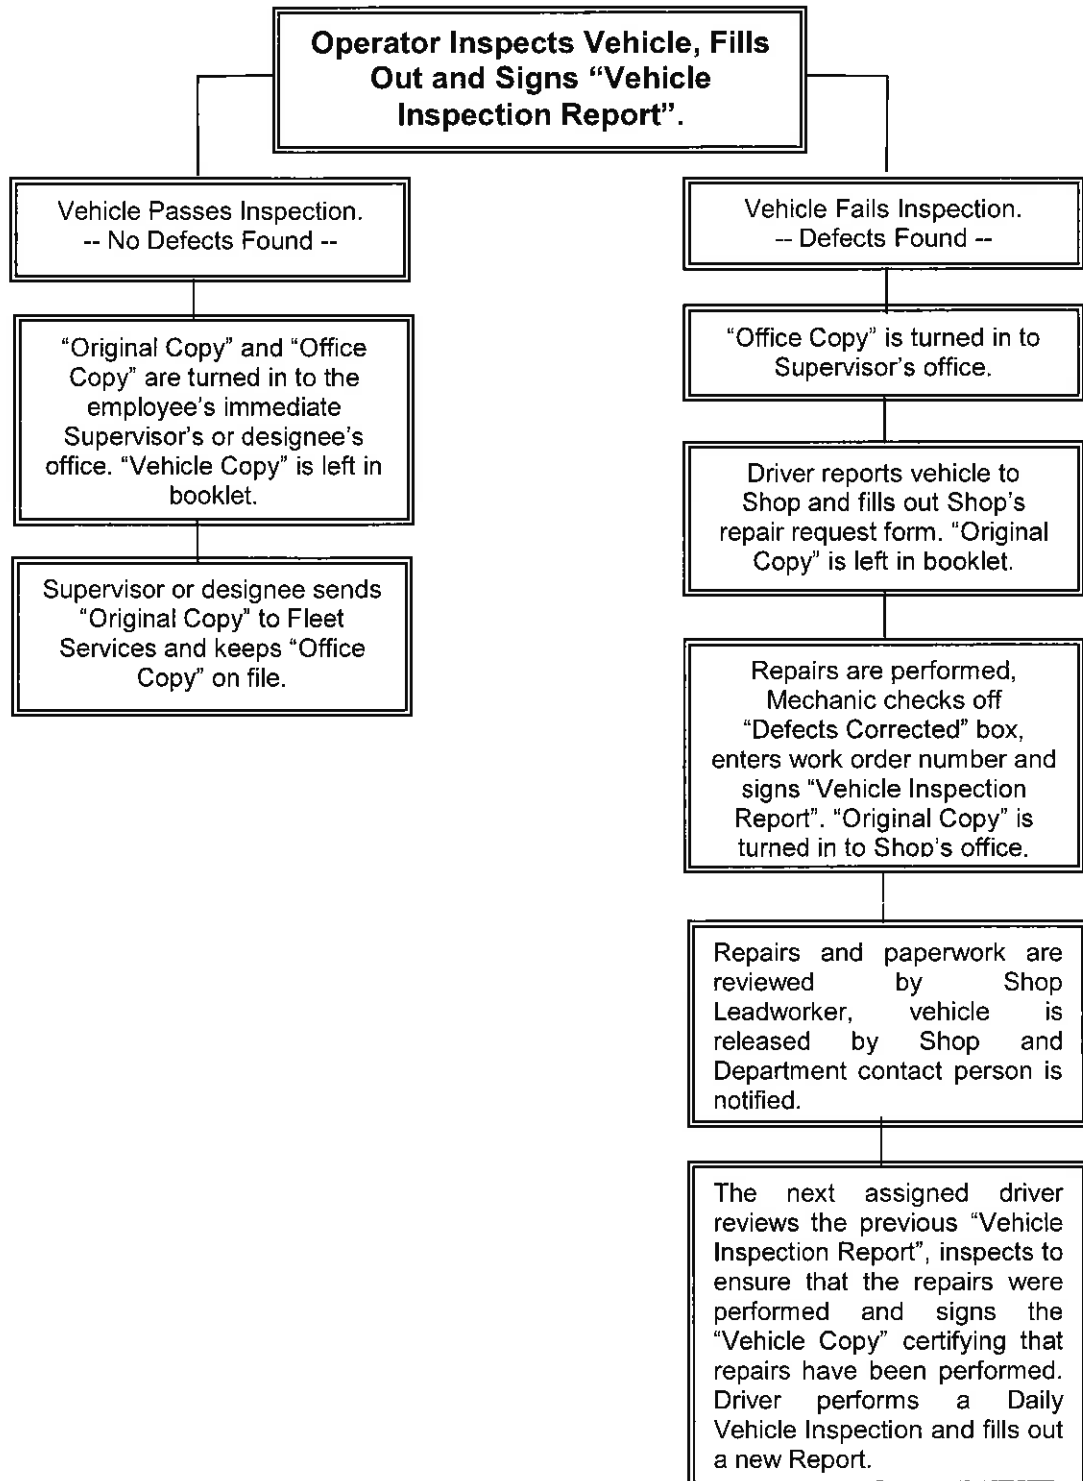 Operator Inspects Vehicle, Fills
Out and Signs “Vehicle
Inspection Report”.
Vehicle Passes Inspection.
-- No Defects Found --
“Original Copy” and “Office
Copy” are turned in to the
employee’s immediate
Supervisor’s or designee’s
office. “Vehicle Copy” is left in
booklet.
Supervisor or designee sends
“Original Copy” to Fleet
Services and keeps “Office
Copy” on file.
Vehicle Fails Inspection.
-- Defects Found --
“Office Copy” is turned in to
Supervisor’s office.
Driver reports vehicle to
Shop and fills out Shop’s
repair request form. “Original
Copy” is left in booklet.
Repairs are performed,
Mechanic checks off
“Defects Corrected” box,
enters work order number and
signs “Vehicle Inspection
Report”. “Original Copy” is
turned in to Shop’s office.
Repairs and paperwork are
reviewed by Shop
Leadworker, vehicle is
released by Shop and
Department contact person is
notified.
The next assigned driver
reviews the previous “Vehicle
Inspection Report”, inspects to
ensure that the repairs were
performed and signs the
“Vehicle Copy” certifying that
repairs have been performed.
Driver performs a Daily
Vehicle Inspection and fills out
a new Report.